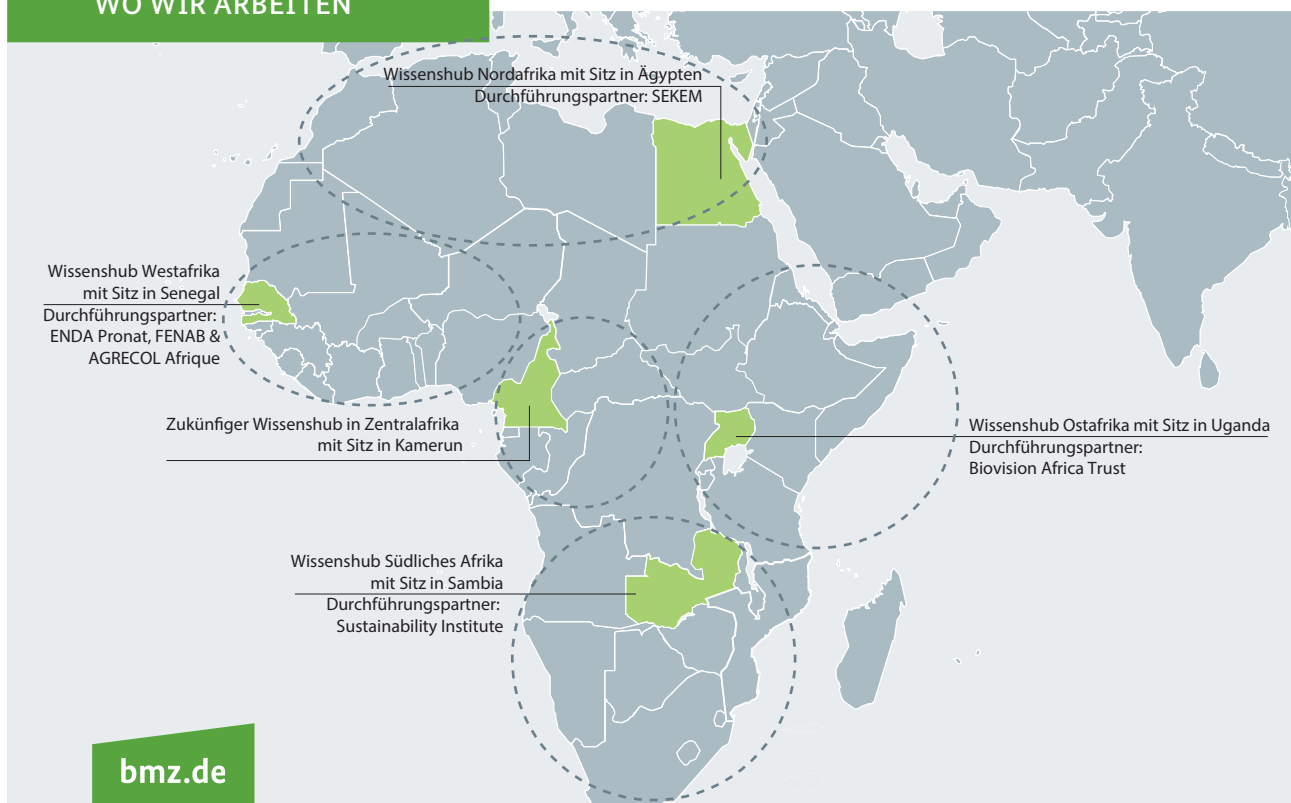 WO WIR ARBEITEN
Wissenshub Nordafrika mit Sitz in Ägypten
Durchführungspartner: SEKEM
Wissenshub Westafrika
mit Sitz in Senegal
Durchführungspartner:
ENDA Pronat, FENAB &
AGRECOL Afrique
Zukünfiger Wissenshub in Zentralafrika
mit Sitz in Kamerun
Wissenshub Ostafrika mit Sitz in Uganda
Durchführungspartner:
Biovision Africa Trust
Wissenshub Südliches Afrika
mit Sitz in Sambia
Durchführungspartner:
Sustainability Institute
bmz.de